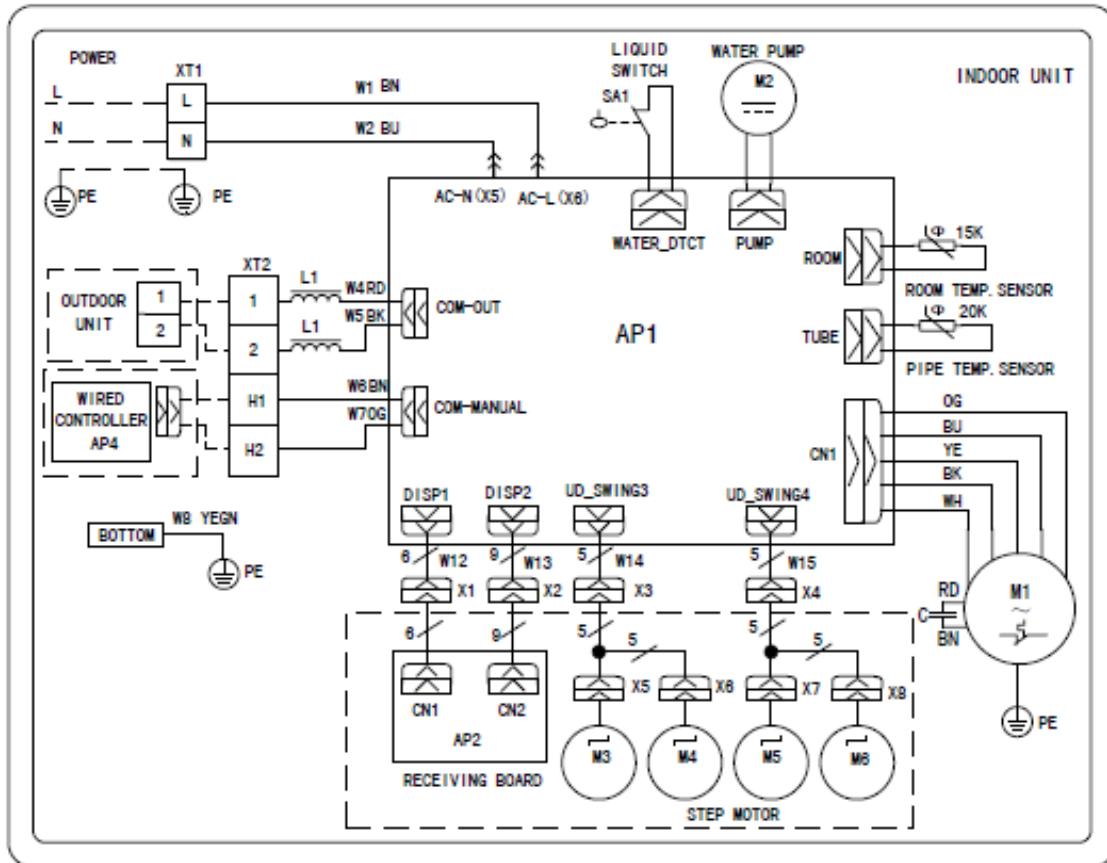 POWER
XT1
L
L
N
N
PE
PE
W1 BN
W2 BU
LIQUID
SWITCH
SA1
WATER PUMP
M2
INDOOR UNIT
AC-N(X5)
AC-L(X6)
WATER_DTCT
PUMP
ROOM
15K
ROOM TEMP. SENSOR
TUBE
20K
PIPE TEMP. SENSOR
XT2
OUTDOOR
UNIT
1
2
1
2
H1
H2
L1
L1
W4RD
W5BK
COM-OUT
AP1
WIRED
CONTROLLER
AP4
W6BN
W7OG
COM-MANUAL
CN1
OG
BU
YE
BK
WH
BOTTOM
W8 YEGN
PE
DISP1
DISP2
UD_SWING3
UD_SWING4
6
W12
9
W13
5
W14
5
W15
X1
X2
X3
X4
6
9
5
5
5
5
CN1
CN2
AP2
RECEIVING BOARD
X5
X6
X7
X8
M3
M4
M5
M6
STEP MOTOR
RD
C
BN
M1
~
PE